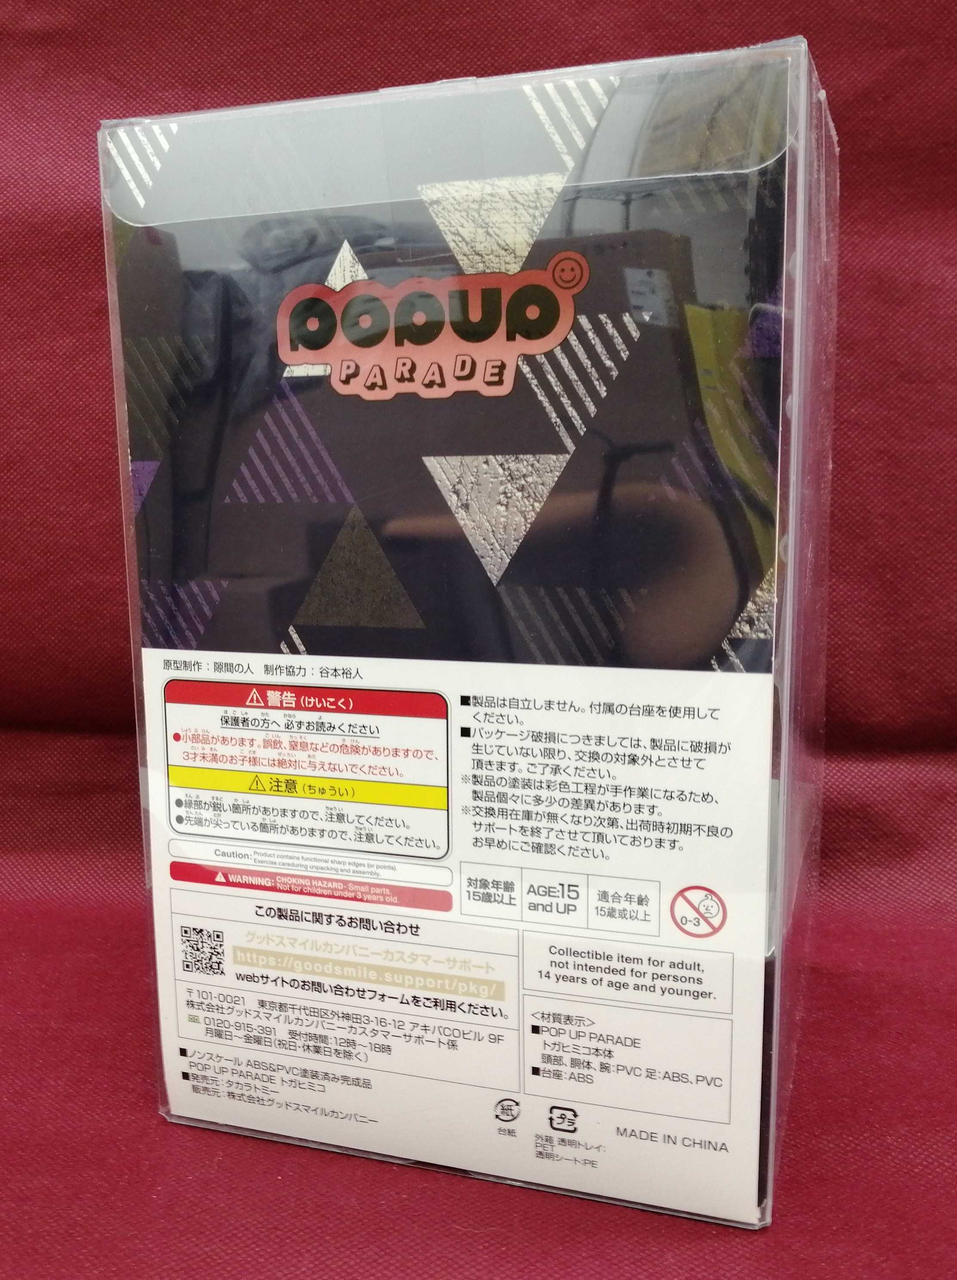 POPUP
PARADE
原型制作：隙間の人　制作協力：谷本裕人
警告(けいこく)
保護者の方へ 必ずお読みください
●小部品があります。誤飲、窒息などの危険がありますので、
3才未満のお子様には絶対に与えないでください。
注意(ちゅうい)
●縁部が鋭い箇所がありますので、注意してください。
●先端が尖っている箇所がありますので、注意してください。
Caution: Product contains functional sharp edges (or points).
Exercise care during unpacking and assembly.
WARNING: CHOKING HAZARD- Small parts.
Not for children under 3 years old.
■製品は自立しません。付属の台座を使用して
ください。
■パッケージ破損につきましては、製品に破損が
生じていない限り、交換の対象外とさせて
頂きます。ご了承ください。
※製品の塗装は彩色工程が手作業になるため、
製品個々に多少の差異があります。
※交換用在庫が無くなり次第、出荷時初期不良の
サポートを終了させて頂いております。
お早めにご確認ください。
対象年齢
15歳以上
AGE:15
and UP
適合年齢
15歳或以上
0-3
この製品に関するお問い合わせ
グッドスマイルカンパニーカスタマーサポート
https://goodsmile.support/pkg/
webサイトのお問い合わせフォームをご利用ください。
〒101-0021　東京都千代田区外神田3-16-12 アキバCOビル 9F
株式会社グッドスマイルカンパニーカスタマーサポート係
0120-915-391　受付時間:12時〜18時
月曜日〜金曜日(祝日・休業日を除く)
■ノンスケール ABS&PVC塗装済み完成品
POP UP PARADE トガヒミコ
■発売元：タカラトミー
販売元：株式会社グッドスマイルカンパニー
Collectible item for adult,
not intended for persons
14 years of age and younger.
＜材質表示＞
■POP UP PARADE
トガヒミコ本体
頭部、胴体、腕：PVC 足：ABS、PVC
■台座：ABS
紙
台紙
プラ
外箱 透明トレイ:
PET
透明シート:PE
MADE IN CHINA